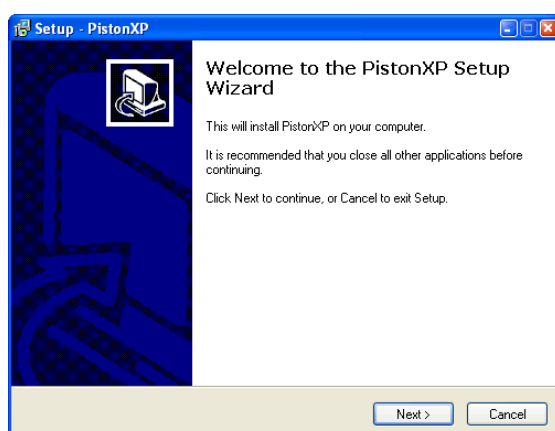 Setup - PistonXP
Welcome to the PistonXP Setup
Wizard
This will install PistonXP on your computer.
It is recommended that you close all other applications before
continuing.
Click Next to continue, or Cancel to exit Setup.
Next >
Cancel